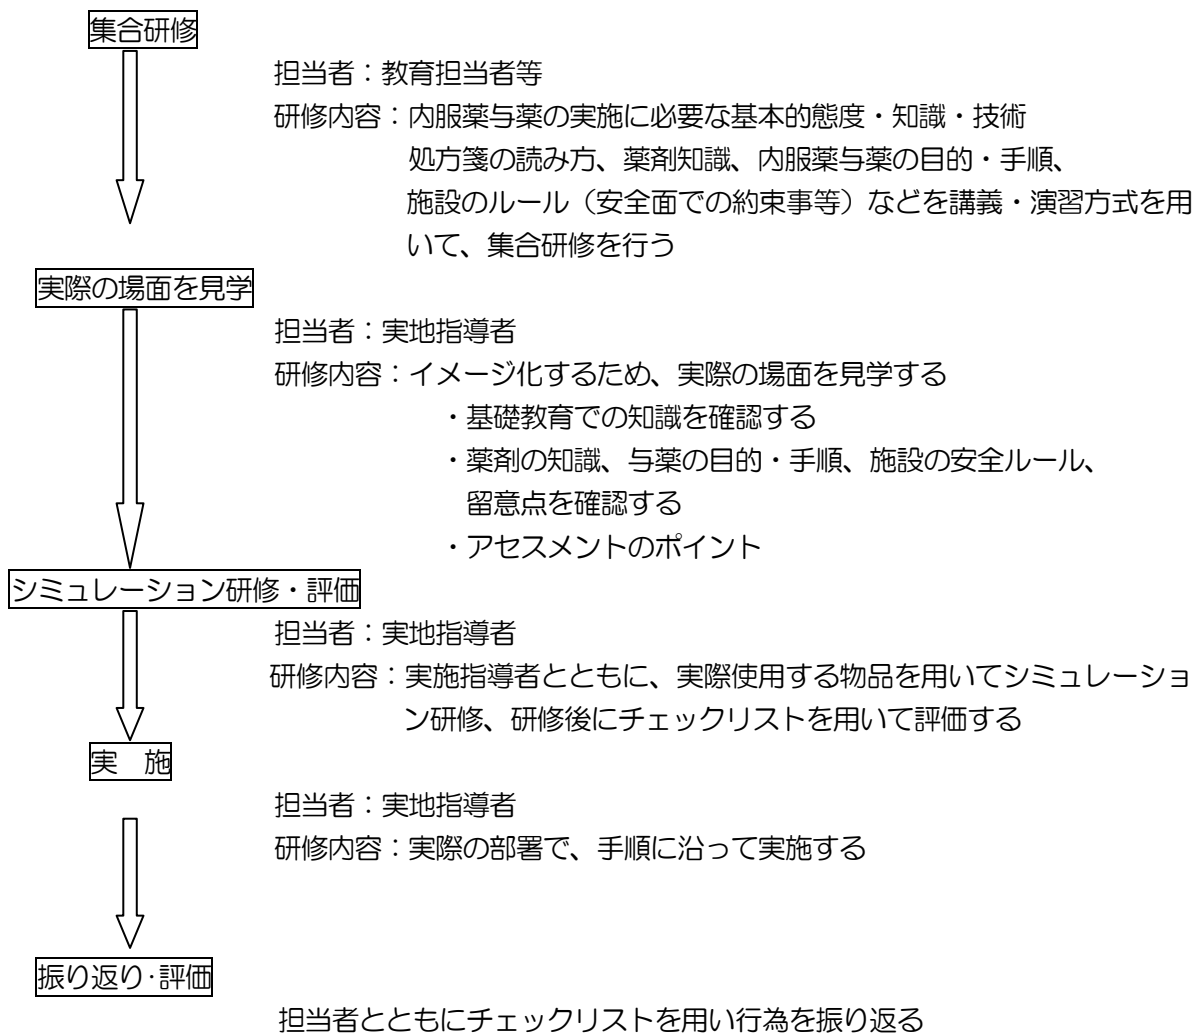 集合研修
担当者：教育担当者等
研修内容：内服薬与薬の実施に必要な基本的態度・知識・技術
処方箋の読み方、薬剤知識、内服薬与薬の目的・手順、
施設のルール（安全面での約束事等）などを講義・演習方式を用
いて、集合研修を行う
実際の場面を見学
担当者：実地指導者
研修内容：イメージ化するため、実際の場面を見学する
・基礎教育での知識を確認する
・薬剤の知識、与薬の目的・手順、施設の安全ルール、
留意点を確認する
・アセスメントのポイント
シミュレーション研修・評価
担当者：実地指導者
研修内容：実施指導者とともに、実際使用する物品を用いてシミュレーショ
ン研修、研修後にチェックリストを用いて評価する
実　施
担当者：実地指導者
研修内容：実際の部署で、手順に沿って実施する
振り返り・評価
担当者とともにチェックリストを用い行為を振り返る